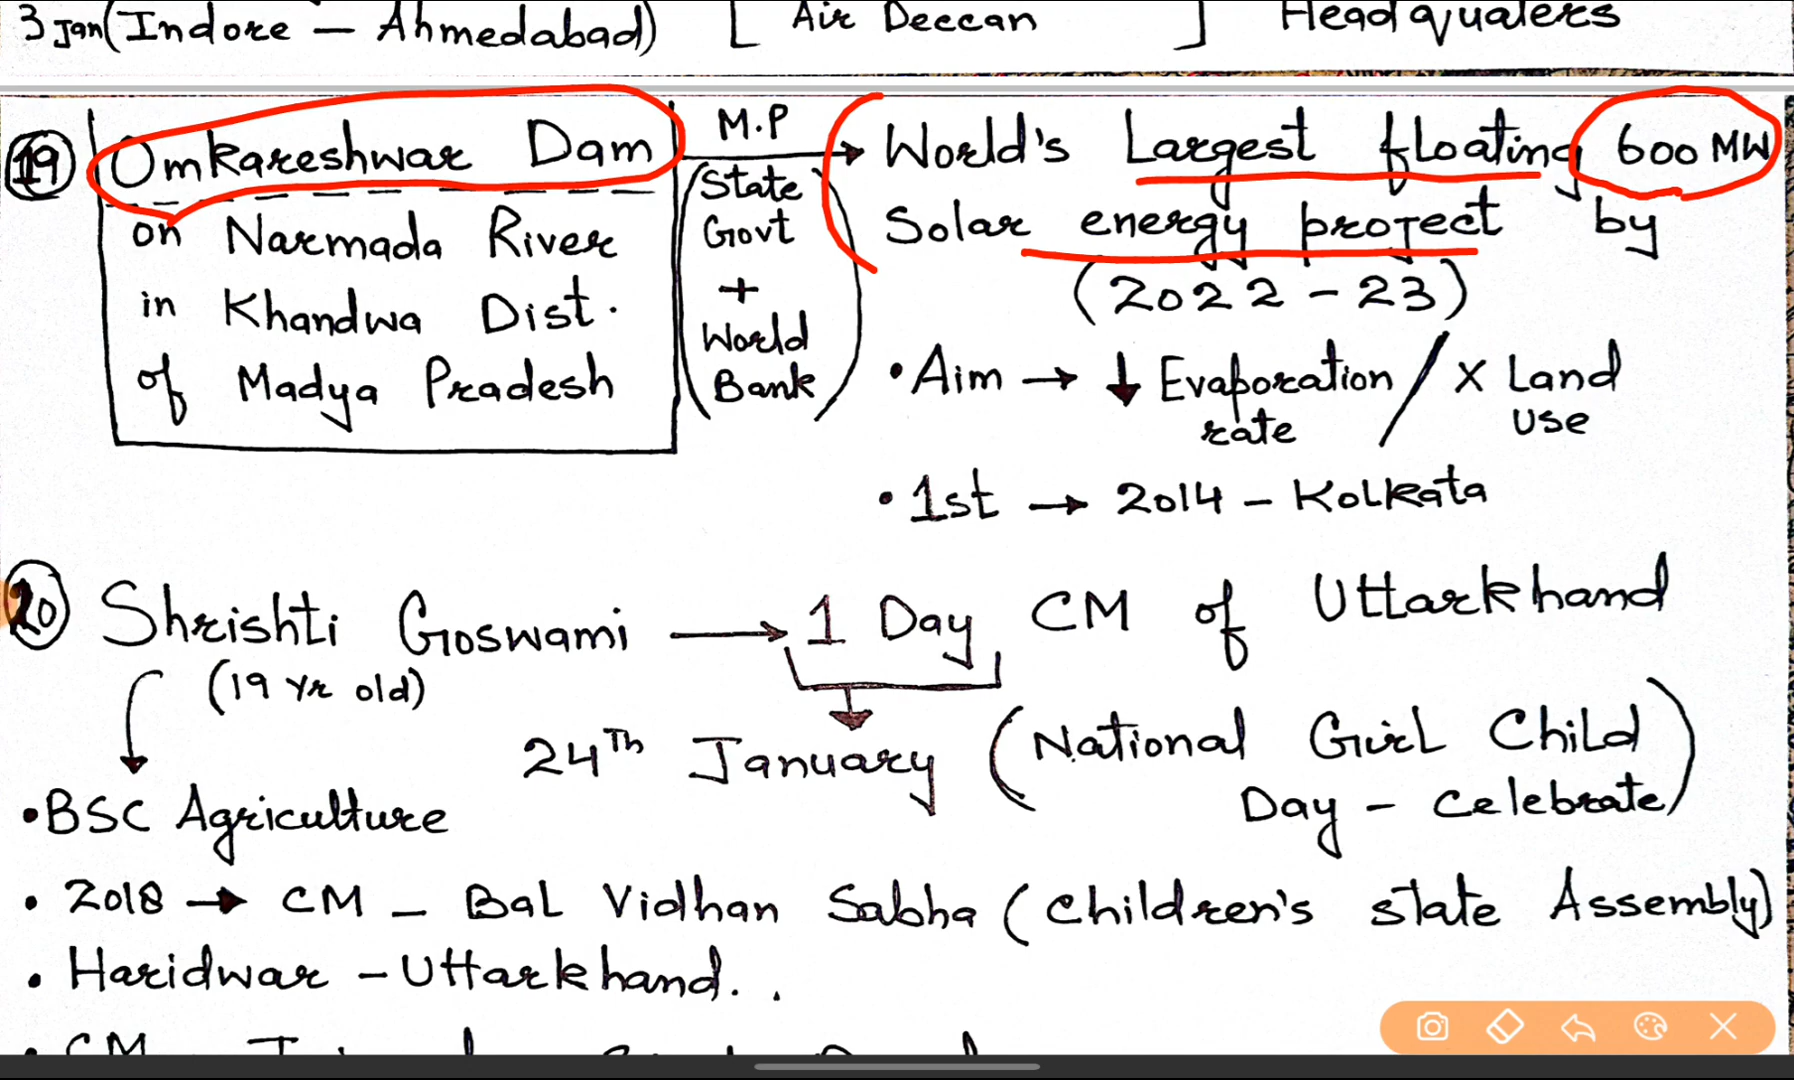 3 Jan (Indore - Ahmedabad) [ Air Deccan ] Headquaters
19 Omkareshwar Dam
on Narmada River
in Khandwa Dist.
of Madya Pradesh
M.P
(State
Govt
+
World
Bank)
→ World's Largest floating 600 MW
Solar energy project by
(2022-23)
• Aim → ↓ Evaporation / x Land
rate use
• 1st → 2014 - Kolkata
20 Shrishti Goswami → 1 Day CM of Uttarkhand
(19 Yr old)
24Th January (National Girl Child
Day - celebrate)
• BSC Agriculture
• 2018 → CM - Bal Vidhan Sabha (children's state Assembly)
• Haridwar - Uttarkhand..